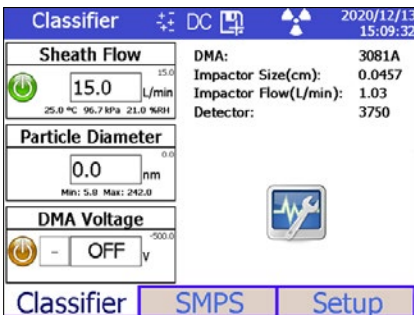 Classifier DC 2020/12/13
15:09:32
Sheath Flow
15.0
15.0 L/min
25.0 °C 96.7 kPa 21.0 %RH
Particle Diameter
0.0
0.0 nm
Min: 5.8 Max: 242.0
DMA Voltage
-500.0
- OFF V
DMA: 3081A
Impactor Size(cm): 0.0457
Impactor Flow(L/min): 1.03
Detector: 3750
Classifier SMPS Setup